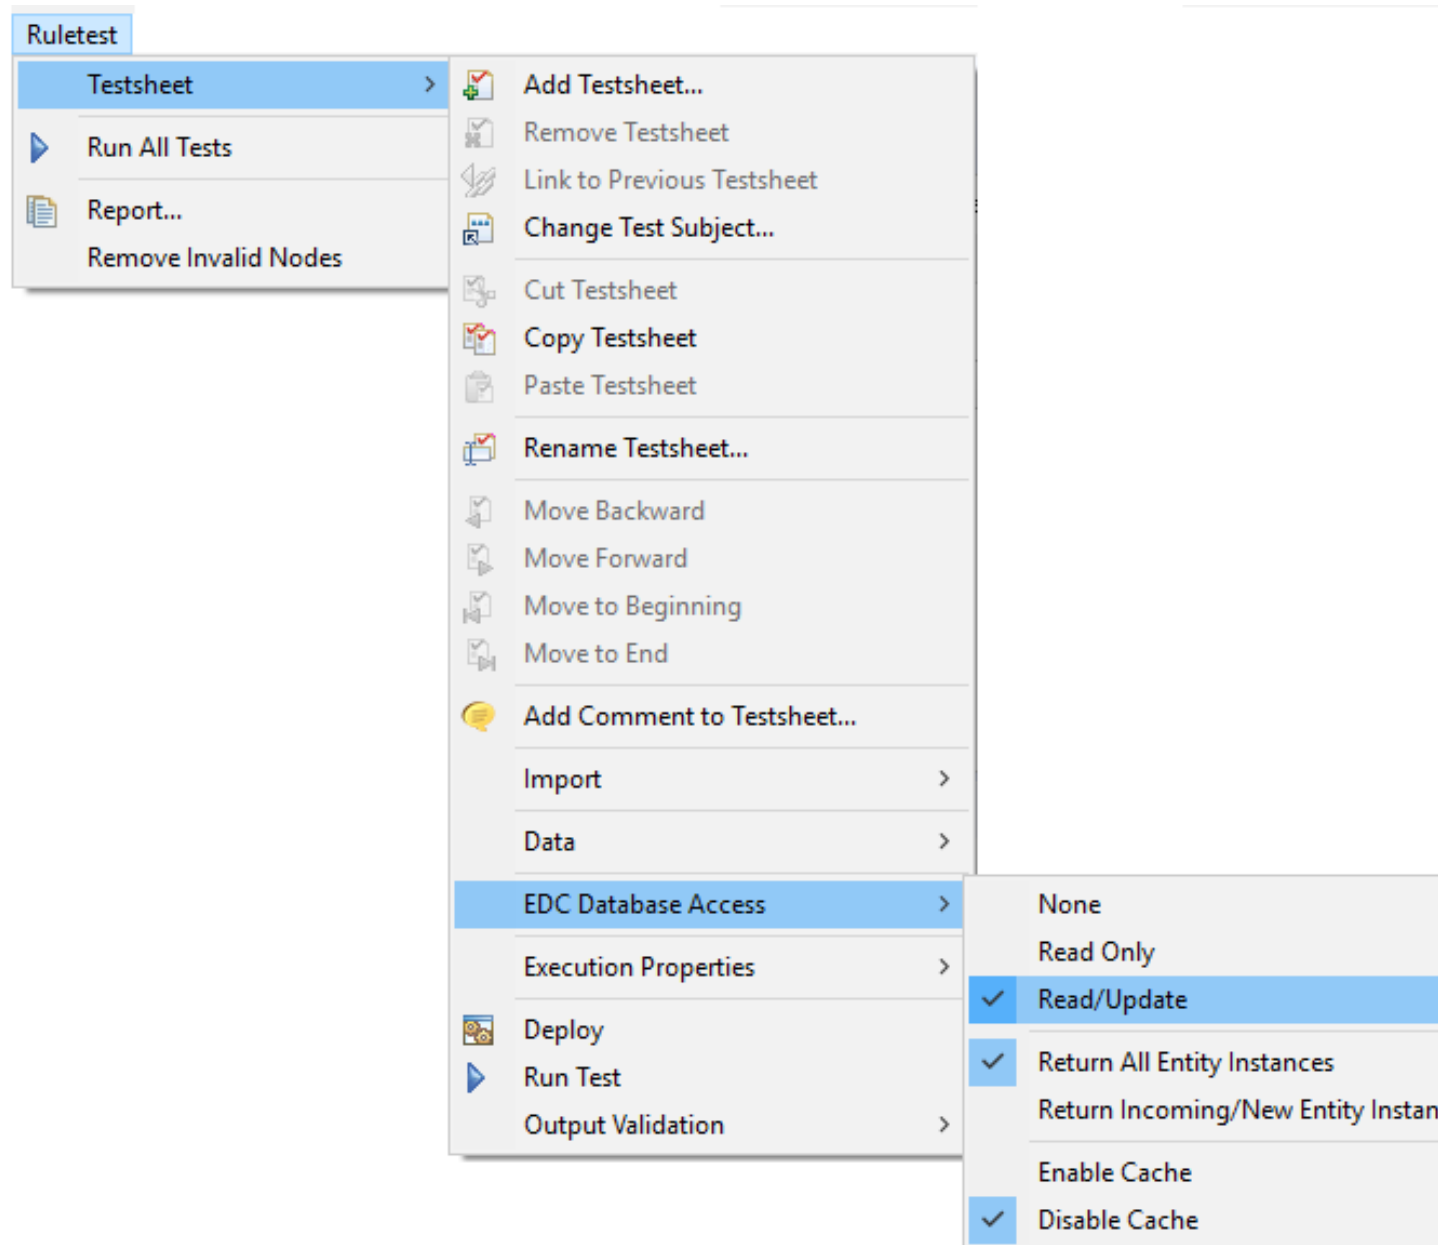 Ruletest
Testsheet
Run All Tests
Report...
Remove Invalid Nodes
Add Testsheet...
Remove Testsheet
Link to Previous Testsheet
Change Test Subject...
Cut Testsheet
Copy Testsheet
Paste Testsheet
Rename Testsheet...
Move Backward
Move Forward
Move to Beginning
Move to End
Add Comment to Testsheet...
Import
Data
EDC Database Access
Execution Properties
Deploy
Run Test
Output Validation
None
Read Only
Read/Update
Return All Entity Instances
Return Incoming/New Entity Instan
Enable Cache
Disable Cache